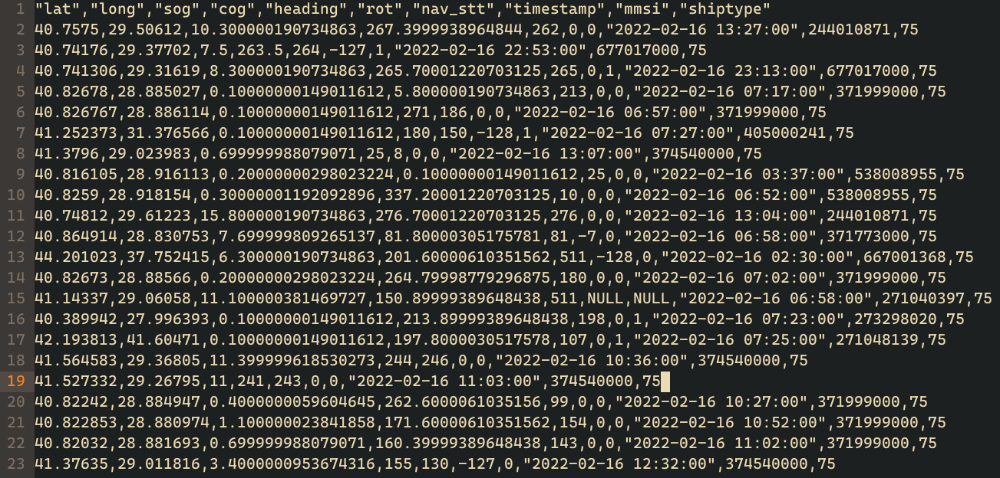 1 "lat","long","sog","cog","heading","rot","nav_stt","timestamp","mmsi","shiptype"
2 40.7575,29.50612,10.300000190734863,267.3999938964844,262,0,0,"2022-02-16 13:27:00",244010871,75
3 40.74176,29.37702,7.5,263.5,264,-127,1,"2022-02-16 22:53:00",677017000,75
4 40.741306,29.31619,8.300000190734863,265.70001220703125,265,0,1,"2022-02-16 23:13:00",677017000,75
5 40.82678,28.885027,0.10000000149011612,5.800000190734863,213,0,0,"2022-02-16 07:17:00",371999000,75
6 40.826767,28.886114,0.10000000149011612,271,186,0,0,"2022-02-16 06:57:00",371999000,75
7 41.252373,31.376566,0.10000000149011612,180,150,-128,1,"2022-02-16 07:27:00",405000241,75
8 41.3796,29.023983,0.699999988079071,25,8,0,0,"2022-02-16 13:07:00",374540000,75
9 40.816105,28.916113,0.20000000298023224,0.10000000149011612,25,0,0,"2022-02-16 03:37:00",538008955,75
10 40.8259,28.918154,0.30000001192092896,337.20001220703125,10,0,0,"2022-02-16 06:52:00",538008955,75
11 40.74812,29.61223,15.800000190734863,276.70001220703125,276,0,0,"2022-02-16 13:04:00",244010871,75
12 40.864914,28.830753,7.699999809265137,81.80000305175781,81,-7,0,"2022-02-16 06:58:00",371773000,75
13 44.201023,37.752415,6.300000190734863,201.60000610351562,511,-128,0,"2022-02-16 02:30:00",667001368,75
14 40.82673,28.88566,0.20000000298023224,264.79998779296875,180,0,0,"2022-02-16 07:02:00",371999000,75
15 41.14337,29.06058,11.100000381469727,150.89999389648438,511,NULL,NULL,"2022-02-16 06:58:00",271040397,75
16 40.389942,27.996393,0.10000000149011612,213.89999389648438,198,0,1,"2022-02-16 07:23:00",273298020,75
17 42.193813,41.60471,0.10000000149011612,197.8000030517578,107,0,1,"2022-02-16 07:25:00",271048139,75
18 41.564583,29.36805,11.399999618530273,244,246,0,0,"2022-02-16 10:36:00",374540000,75
19 41.527332,29.26795,11,241,243,0,0,"2022-02-16 11:03:00",374540000,75
20 40.82242,28.884947,0.4000000059604645,262.6000061035156,99,0,0,"2022-02-16 10:27:00",371999000,75
21 40.822853,28.880974,1.100000023841858,171.60000610351562,154,0,0,"2022-02-16 10:52:00",371999000,75
22 40.82032,28.881693,0.699999988079071,160.39999389648438,143,0,0,"2022-02-16 11:02:00",371999000,75
23 41.37635,29.011816,3.4000000953674316,155,130,-127,0,"2022-02-16 12:32:00",374540000,75